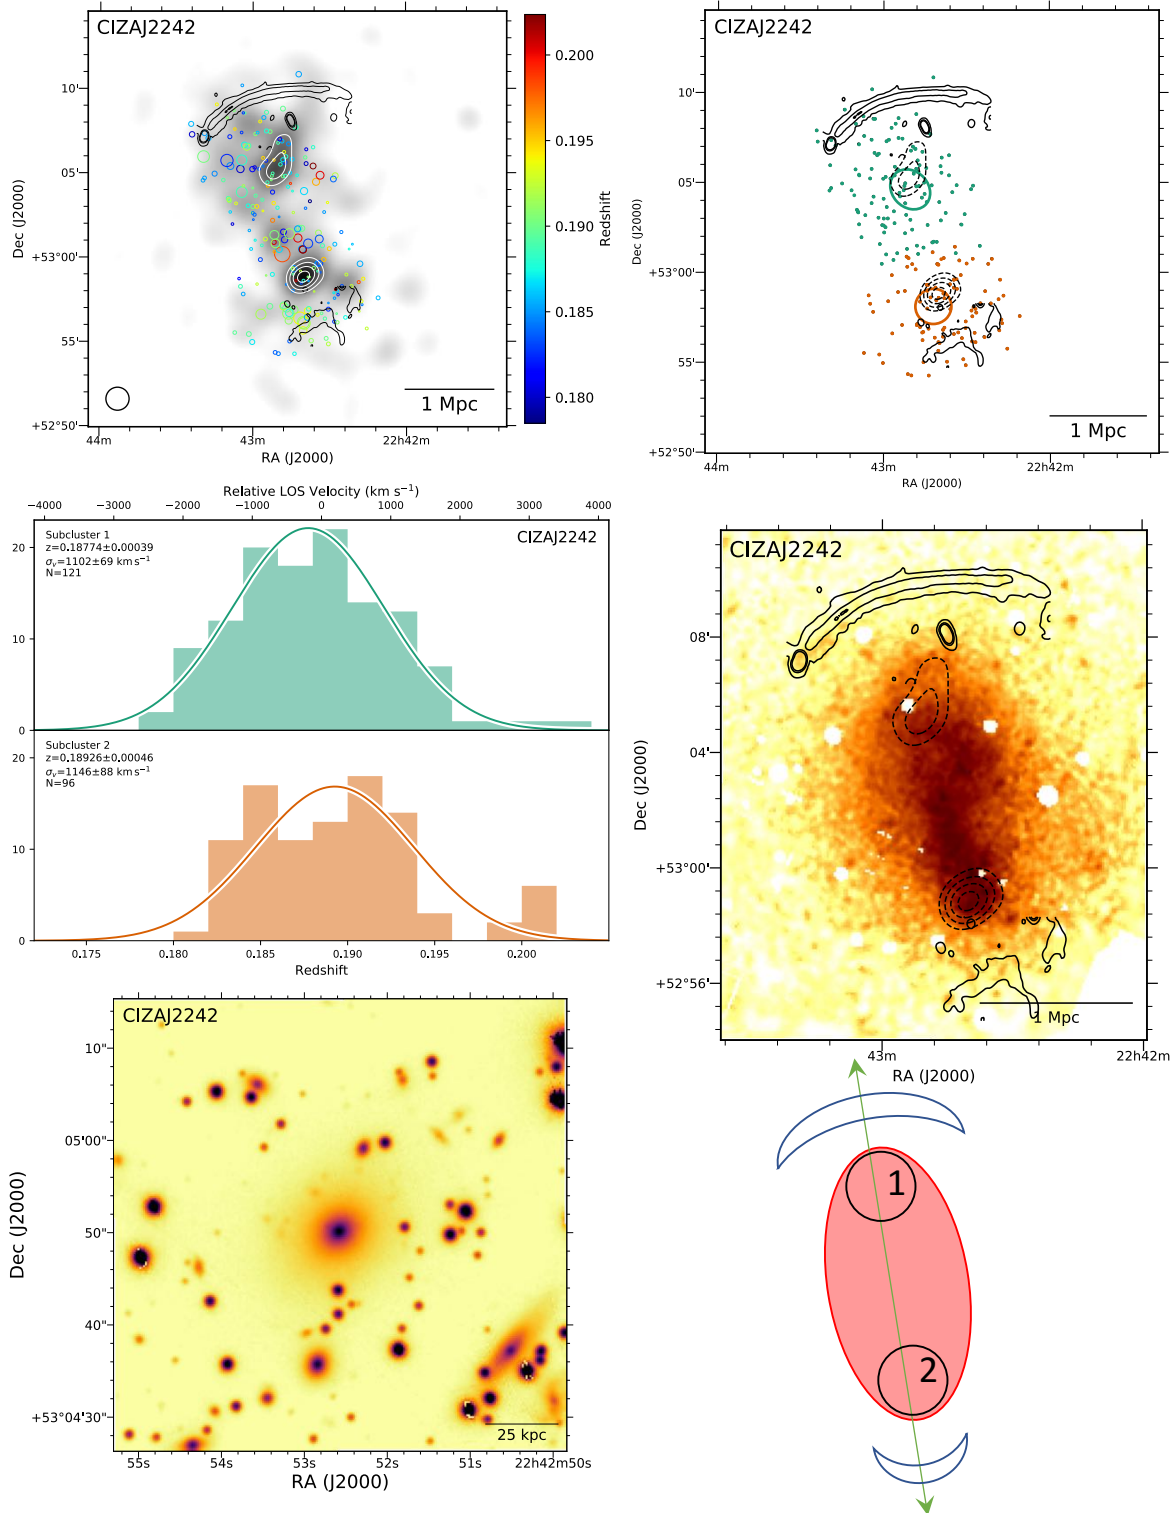 CIZAJ2242
10'
05'
+53°00'
55'
+52°50'
44m
43m
22h42m
Dec (J2000)
RA (J2000)
1 Mpc
0.200
0.195
0.190
0.185
0.180
Redshift
CIZAJ2242
10'
05'
+53°00'
55'
+52°50'
44m
43m
22h42m
Dec (J2000)
RA (J2000)
1 Mpc
Relative LOS Velocity (km s⁻¹)
−4000 −3000 −2000 −1000 0 1000 2000 3000 4000
Subcluster 1
z=0.18774±0.00039
σᵥ=1102±69 km s⁻¹
N=121
CIZAJ2242
20
10
0
Subcluster 2
z=0.18926±0.00046
σᵥ=1146±88 km s⁻¹
N=96
20
10
0
0.175 0.180 0.185 0.190 0.195 0.200
Redshift
CIZAJ2242
08'
04'
+53°00'
+52°56'
Dec (J2000)
1 Mpc
43m
22h42m
RA (J2000)
CIZAJ2242
10"
05'00"
50"
40"
+53°04'30"
Dec (J2000)
25 kpc
55s 54s 53s 52s 51s 22h42m50s
RA (J2000)
1
2